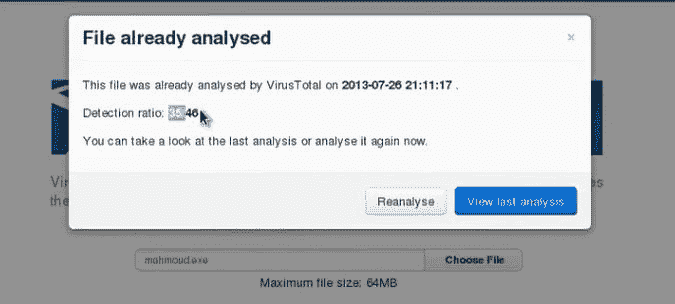 File already analysed
×
This file was already analysed by VirusTotal on 2013-07-26 21:11:17 .
Detection ratio: 35/46
You can take a look at the last analysis or analyse it again now.
Reanalyse
View last analysis
mahmoud.exe
Choose File
Maximum file size: 64MB